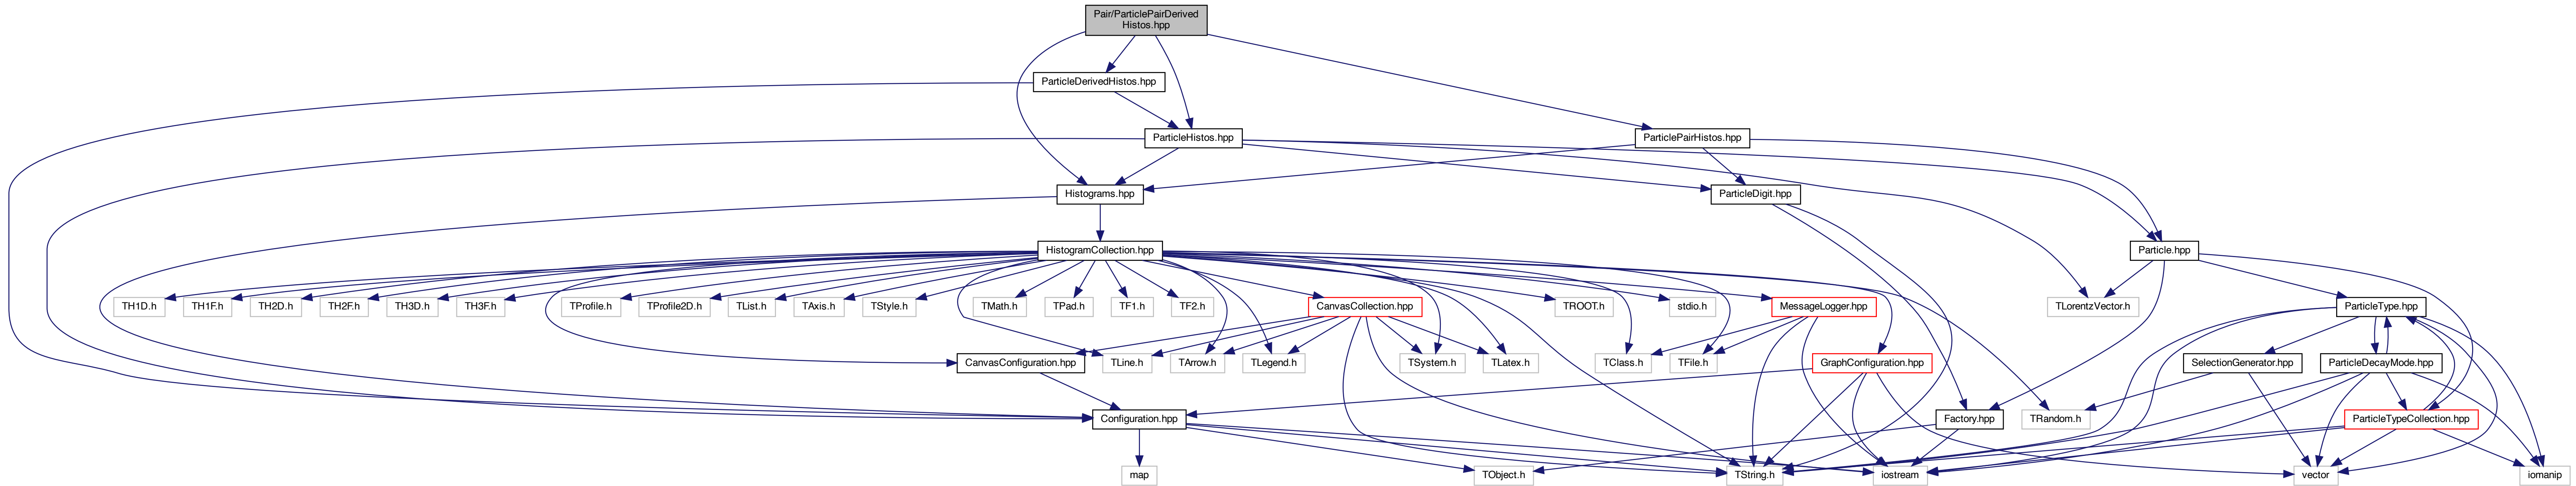 Pair/ParticlePairDerived
Histos.hpp
ParticleDerivedHistos.hpp
ParticleHistos.hpp
ParticlePairHistos.hpp
Histograms.hpp
ParticleDigit.hpp
HistogramCollection.hpp
Particle.hpp
TH1D.h
TH1F.h
TH2D.h
TH2F.h
TH3D.h
TH3F.h
TProfile.h
TProfile2D.h
TList.h
TAxis.h
TStyle.h
TMath.h
TPad.h
TF1.h
TF2.h
CanvasCollection.hpp
TROOT.h
stdio.h
MessageLogger.hpp
TLorentzVector.h
ParticleType.hpp
CanvasConfiguration.hpp
TLine.h
TArrow.h
TLegend.h
TSystem.h
TLatex.h
TClass.h
TFile.h
GraphConfiguration.hpp
SelectionGenerator.hpp
ParticleDecayMode.hpp
Configuration.hpp
Factory.hpp
TRandom.h
ParticleTypeCollection.hpp
map
TObject.h
TString.h
iostream
vector
iomanip